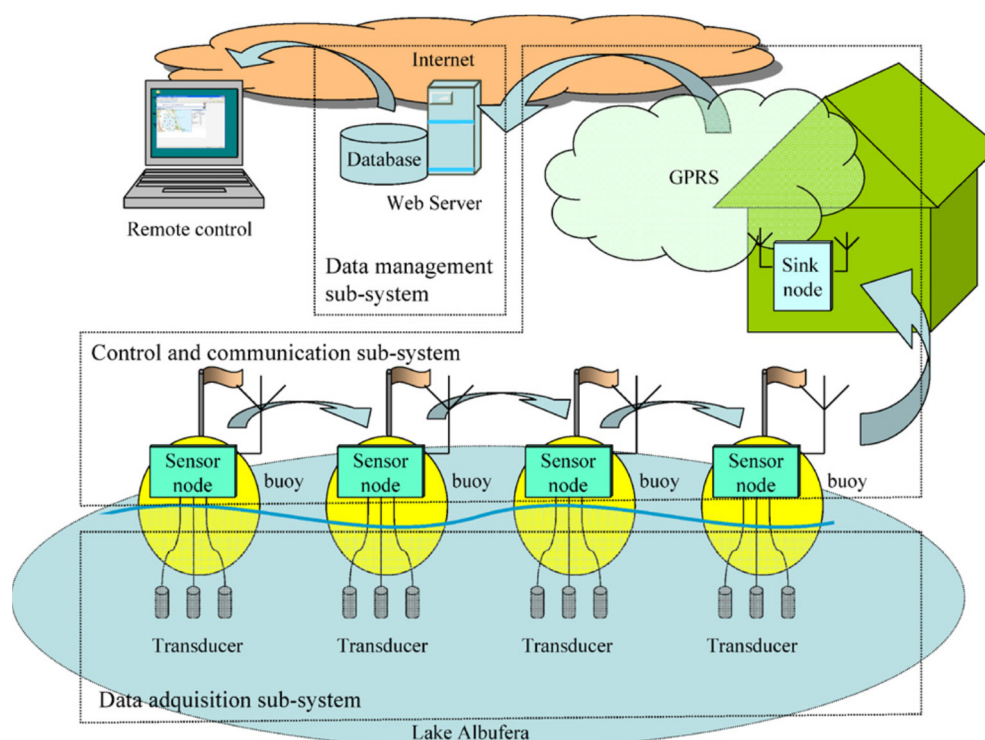 Internet
Database
Web Server
GPRS
Remote control
Sink
node
Data management
sub-system
Control and communication sub-system
Sensor
node
buoy
Sensor
node
buoy
Sensor
node
buoy
Sensor
node
buoy
Transducer
Transducer
Transducer
Transducer
Data adquisition sub-system
Lake Albufera